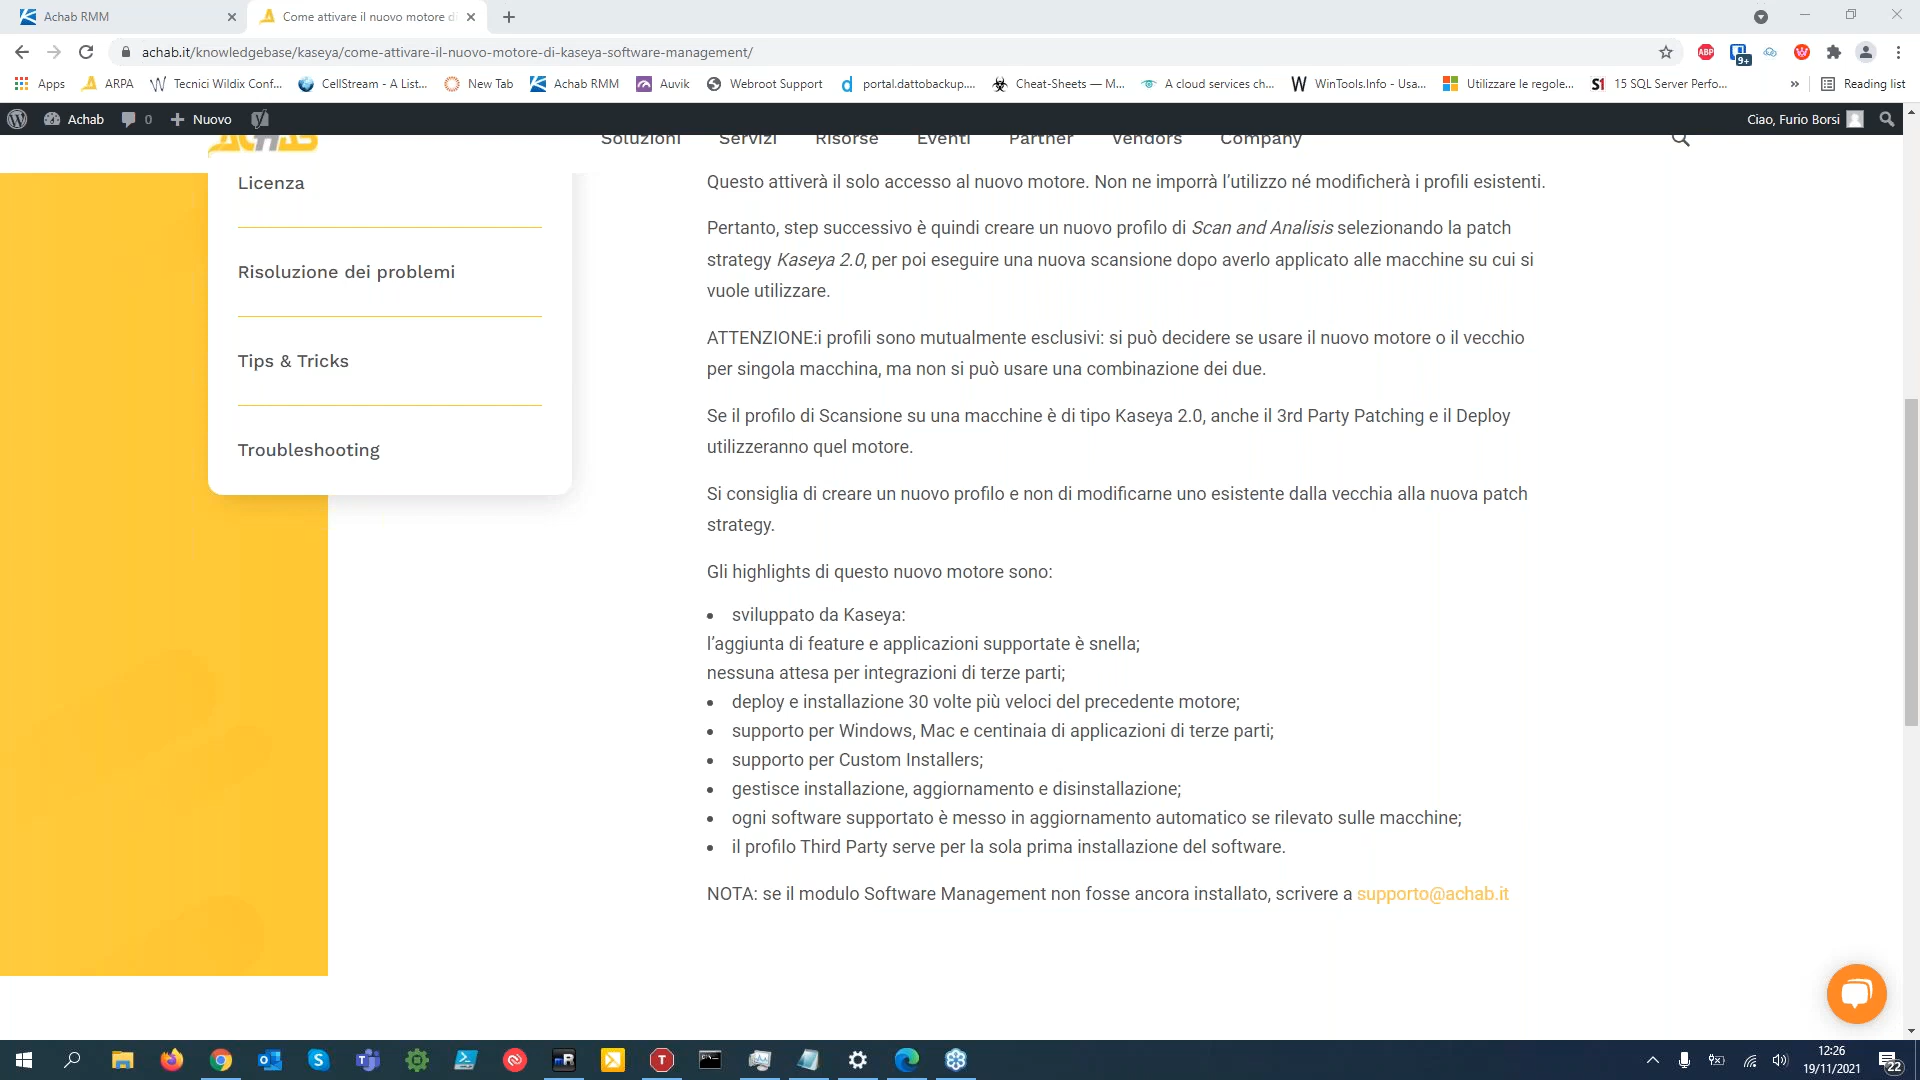 Achab RMM
Come attivare il nuovo motore di
achab.it/knowledgebase/kaseya/come-attivare-il-nuovo-motore-di-kaseya-software-management/
ABP
9+
Apps
ARPA
Tecnici Wildix Conf...
CellStream - A List...
New Tab
Achab RMM
Auvik
Webroot Support
portal.dattobackup....
Cheat-Sheets — M...
A cloud services ch...
WinTools.Info - Usa...
Utilizzare le regole...
S1
15 SQL Server Perfo...
»
Reading list
Achab
0
Nuovo
Ciao, Furio Borsi
ACHAB
Soluzioni
Servizi
Risorse
Eventi
Partner
Vendors
Company
Licenza
Risoluzione dei problemi
Tips & Tricks
Troubleshooting
Questo attiverà il solo accesso al nuovo motore. Non ne imporrà l’utilizzo né modificherà i profili esistenti.
Pertanto, step successivo è quindi creare un nuovo profilo di Scan and Analisis selezionando la patch
strategy Kaseya 2.0, per poi eseguire una nuova scansione dopo averlo applicato alle macchine su cui si
vuole utilizzare.
ATTENZIONE:i profili sono mutualmente esclusivi: si può decidere se usare il nuovo motore o il vecchio
per singola macchina, ma non si può usare una combinazione dei due.
Se il profilo di Scansione su una macchine è di tipo Kaseya 2.0, anche il 3rd Party Patching e il Deploy
utilizzeranno quel motore.
Si consiglia di creare un nuovo profilo e non di modificarne uno esistente dalla vecchia alla nuova patch
strategy.
Gli highlights di questo nuovo motore sono:
• sviluppato da Kaseya:
l’aggiunta di feature e applicazioni supportate è snella;
nessuna attesa per integrazioni di terze parti;
• deploy e installazione 30 volte più veloci del precedente motore;
• supporto per Windows, Mac e centinaia di applicazioni di terze parti;
• supporto per Custom Installers;
• gestisce installazione, aggiornamento e disinstallazione;
• ogni software supportato è messo in aggiornamento automatico se rilevato sulle macchine;
• il profilo Third Party serve per la sola prima installazione del software.
NOTA: se il modulo Software Management non fosse ancora installato, scrivere a supporto@achab.it
12:26
19/11/2021
22